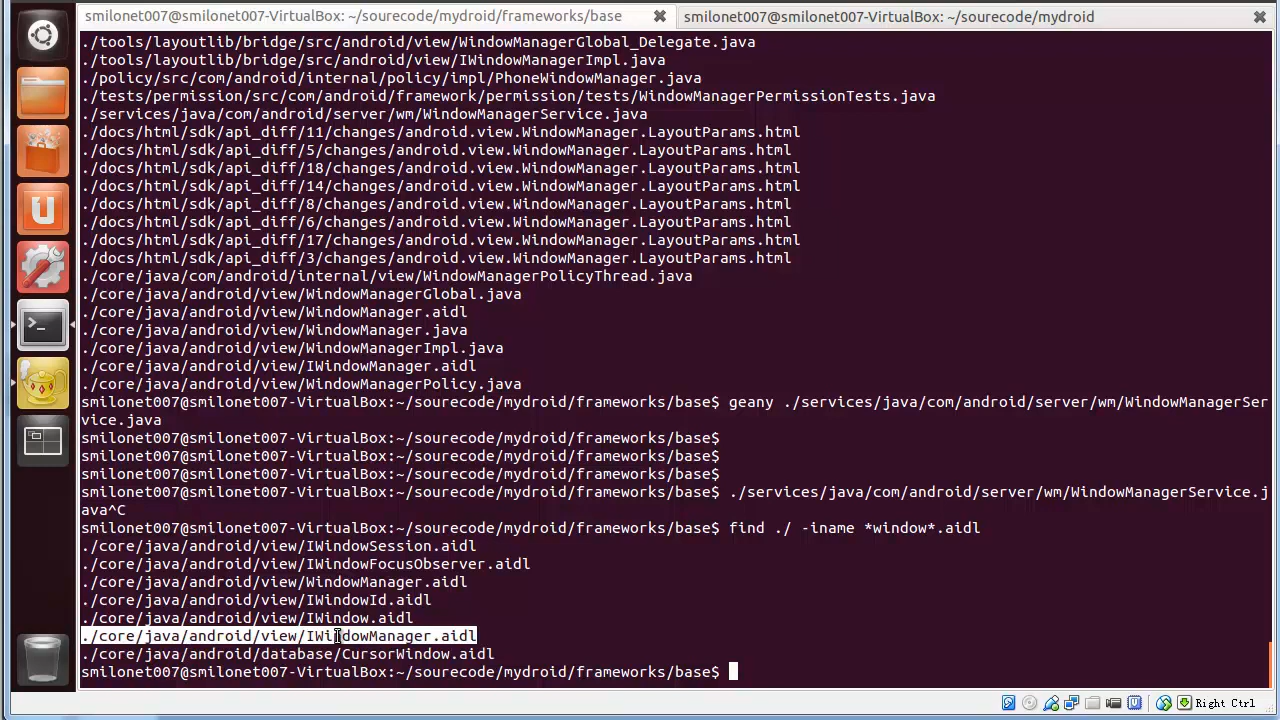 smilonet007@smilonet007-VirtualBox: ~/sourecode/mydroid/frameworks/base
smilonet007@smilonet007-VirtualBox: ~/sourecode/mydroid
./tools/layoutlib/bridge/src/android/view/WindowManagerGlobal_Delegate.java
./tools/layoutlib/bridge/src/android/view/IWindowManagerImpl.java
./policy/src/com/android/internal/policy/impl/PhoneWindowManager.java
./tests/permission/src/com/android/framework/permission/tests/WindowManagerPermissionTests.java
./services/java/com/android/server/wm/WindowManagerService.java
./docs/html/sdk/api_diff/11/changes/android.view.WindowManager.LayoutParams.html
./docs/html/sdk/api_diff/5/changes/android.view.WindowManager.LayoutParams.html
./docs/html/sdk/api_diff/18/changes/android.view.WindowManager.LayoutParams.html
./docs/html/sdk/api_diff/14/changes/android.view.WindowManager.LayoutParams.html
./docs/html/sdk/api_diff/8/changes/android.view.WindowManager.LayoutParams.html
./docs/html/sdk/api_diff/6/changes/android.view.WindowManager.LayoutParams.html
./docs/html/sdk/api_diff/17/changes/android.view.WindowManager.LayoutParams.html
./docs/html/sdk/api_diff/3/changes/android.view.WindowManager.LayoutParams.html
./core/java/com/android/internal/view/WindowManagerPolicyThread.java
./core/java/android/view/WindowManagerGlobal.java
./core/java/android/view/WindowManager.aidl
./core/java/android/view/WindowManager.java
./core/java/android/view/WindowManagerImpl.java
./core/java/android/view/IWindowManager.aidl
./core/java/android/view/WindowManagerPolicy.java
smilonet007@smilonet007-VirtualBox:~/sourecode/mydroid/frameworks/base$ geany ./services/java/com/android/server/wm/WindowManagerSer
vice.java
smilonet007@smilonet007-VirtualBox:~/sourecode/mydroid/frameworks/base$
smilonet007@smilonet007-VirtualBox:~/sourecode/mydroid/frameworks/base$
smilonet007@smilonet007-VirtualBox:~/sourecode/mydroid/frameworks/base$
smilonet007@smilonet007-VirtualBox:~/sourecode/mydroid/frameworks/base$ ./services/java/com/android/server/wm/WindowManagerService.j
ava^C
smilonet007@smilonet007-VirtualBox:~/sourecode/mydroid/frameworks/base$ find ./ -iname *window*.aidl
./core/java/android/view/IWindowSession.aidl
./core/java/android/view/IWindowFocusObserver.aidl
./core/java/android/view/WindowManager.aidl
./core/java/android/view/IWindowId.aidl
./core/java/android/view/IWindow.aidl
./core/java/android/view/IWindowManager.aidl
./core/java/android/database/CursorWindow.aidl
smilonet007@smilonet007-VirtualBox:~/sourecode/mydroid/frameworks/base$
Right Ctrl